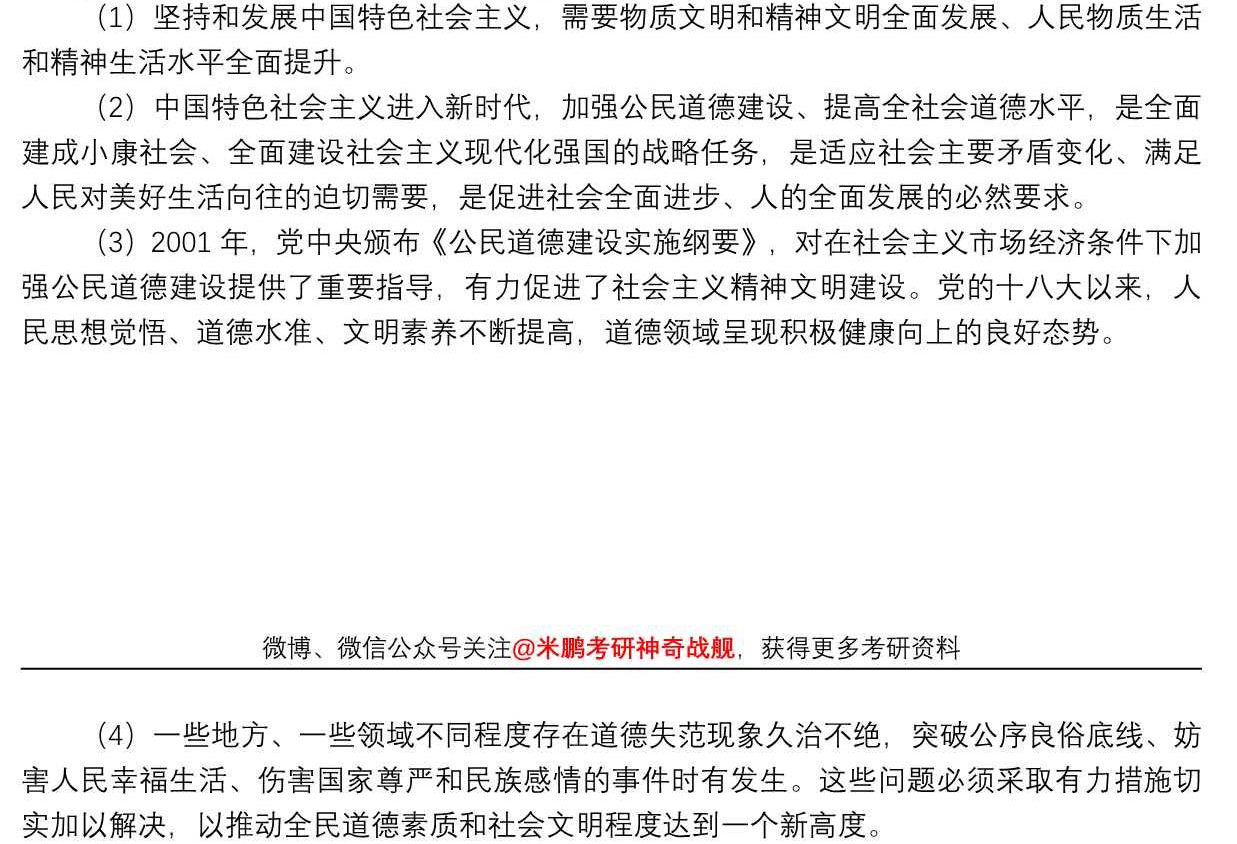 （1）坚持和发展中国特色社会主义，需要物质文明和精神文明全面发展、人民物质生活
和精神生活水平全面提升。
（2）中国特色社会主义进入新时代，加强公民道德建设、提高全社会道德水平，是全面
建成小康社会、全面建设社会主义现代化强国的战略任务，是适应社会主要矛盾变化、满足
人民对美好生活向往的迫切需要，是促进社会全面进步、人的全面发展的必然要求。
（3）2001 年，党中央颁布《公民道德建设实施纲要》，对在社会主义市场经济条件下加
强公民道德建设提供了重要指导，有力促进了社会主义精神文明建设。党的十八大以来，人
民思想觉悟、道德水准、文明素养不断提高，道德领域呈现积极健康向上的良好态势。
微博、微信公众号关注@米鹏考研神奇战舰，获得更多考研资料
（4）一些地方、一些领域不同程度存在道德失范现象久治不绝，突破公序良俗底线、妨
害人民幸福生活、伤害国家尊严和民族感情的事件时有发生。这些问题必须采取有力措施切
实加以解决，以推动全民道德素质和社会文明程度达到一个新高度。